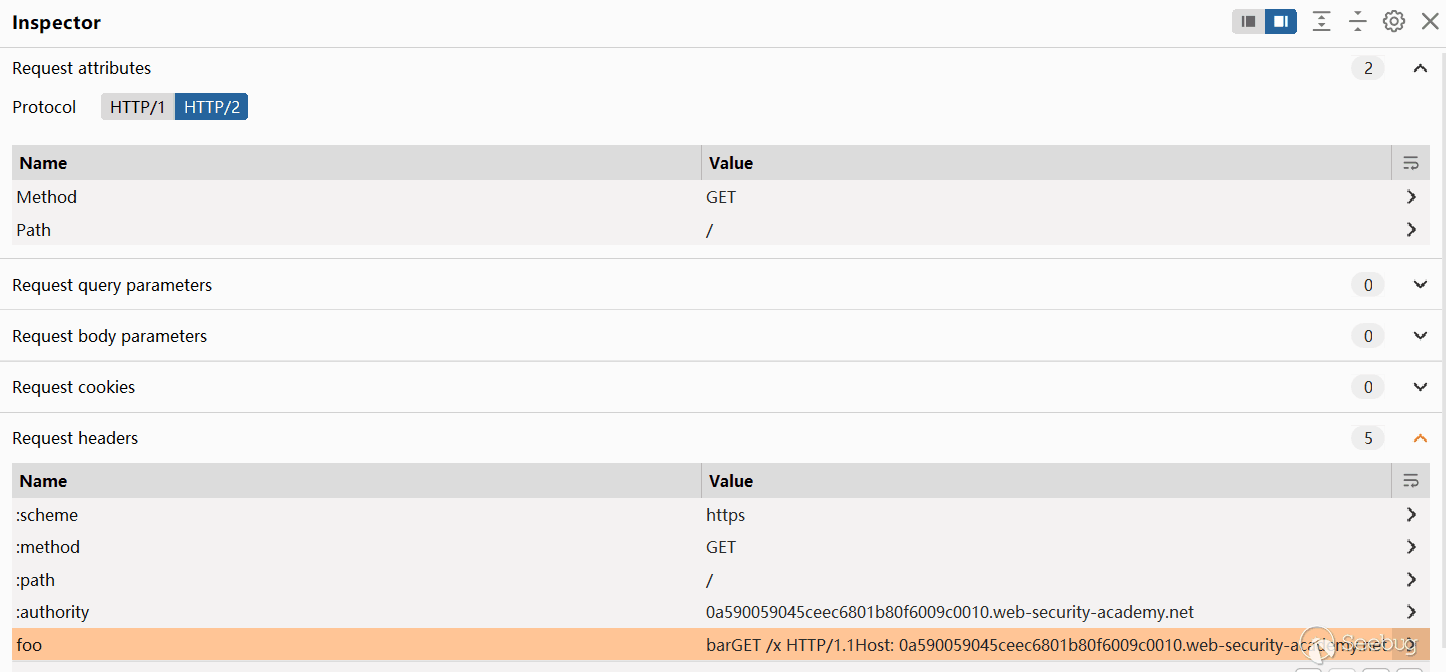 Inspector
Request attributes 2
Protocol HTTP/1 HTTP/2
Name Value
Method GET
Path /
Request query parameters 0
Request body parameters 0
Request cookies 0
Request headers 5
Name Value
:scheme https
:method GET
:path /
:authority 0a590059045ceec6801b80f6009c0010.web-security-academy.net
foo barGET /x HTTP/1.1Host: 0a590059045ceec6801b80f6009c0010.web-security-academy.net
Seebug